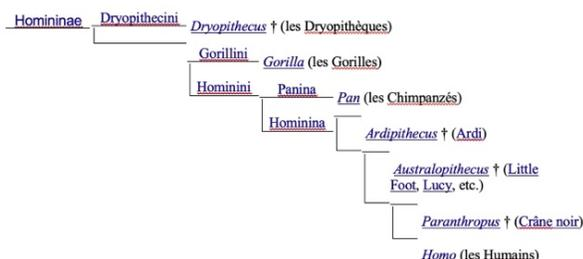 Homininae Dryopithecini Dryopithecus † (les Dryopithèques)
Gorillini Gorilla (les Gorilles)
Hominini Panina Pan (les Chimpanzés)
Hominina Ardipithecus † (Ardi)
Australopithecus † (Little
Foot, Lucy, etc.)
Paranthropus † (Crâne noir)
Homo (les Humains)